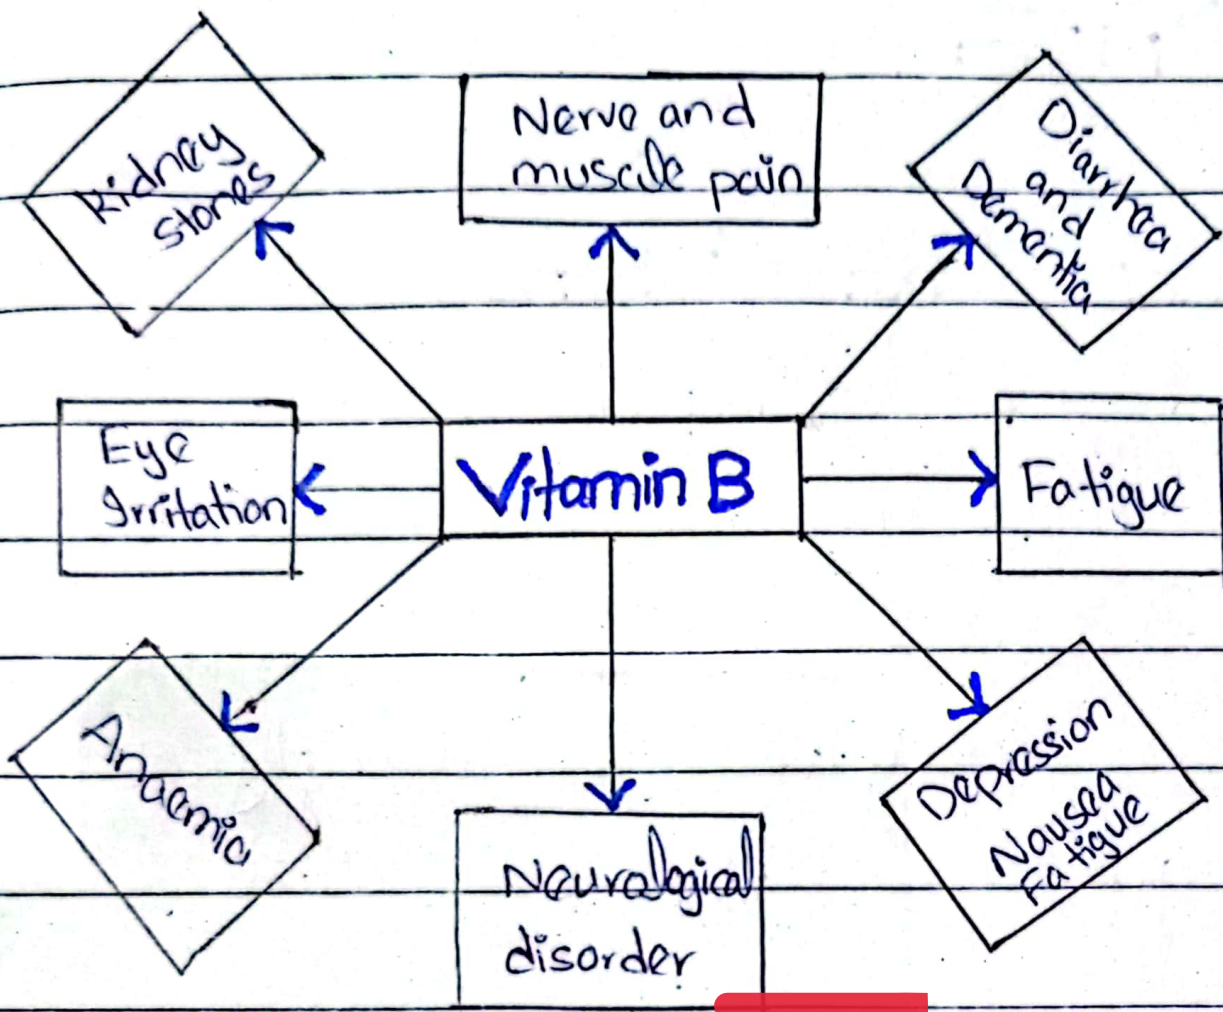 Kidney
stones
Nerve and
muscle pain
Diarrhea
and
Dementia
Eye
Irritation
Vitamin B
Fatigue
Anaemia
Neurological
disorder
Depression
Nausea
Fatigue